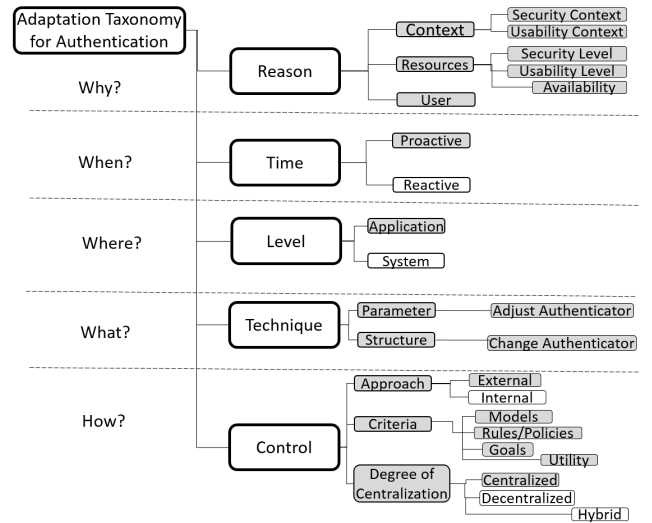 Adaptation Taxonomy
for Authentication
Why?
Reason
Context
Security Context
Usability Context
Resources
Security Level
Usability Level
Availability
User
When?
Time
Proactive
Reactive
Where?
Level
Application
System
What?
Technique
Parameter
Adjust Authenticator
Structure
Change Authenticator
How?
Control
Approach
External
Internal
Criteria
Models
Rules/Policies
Goals
Utility
Degree of
Centralization
Centralized
Decentralized
Hybrid